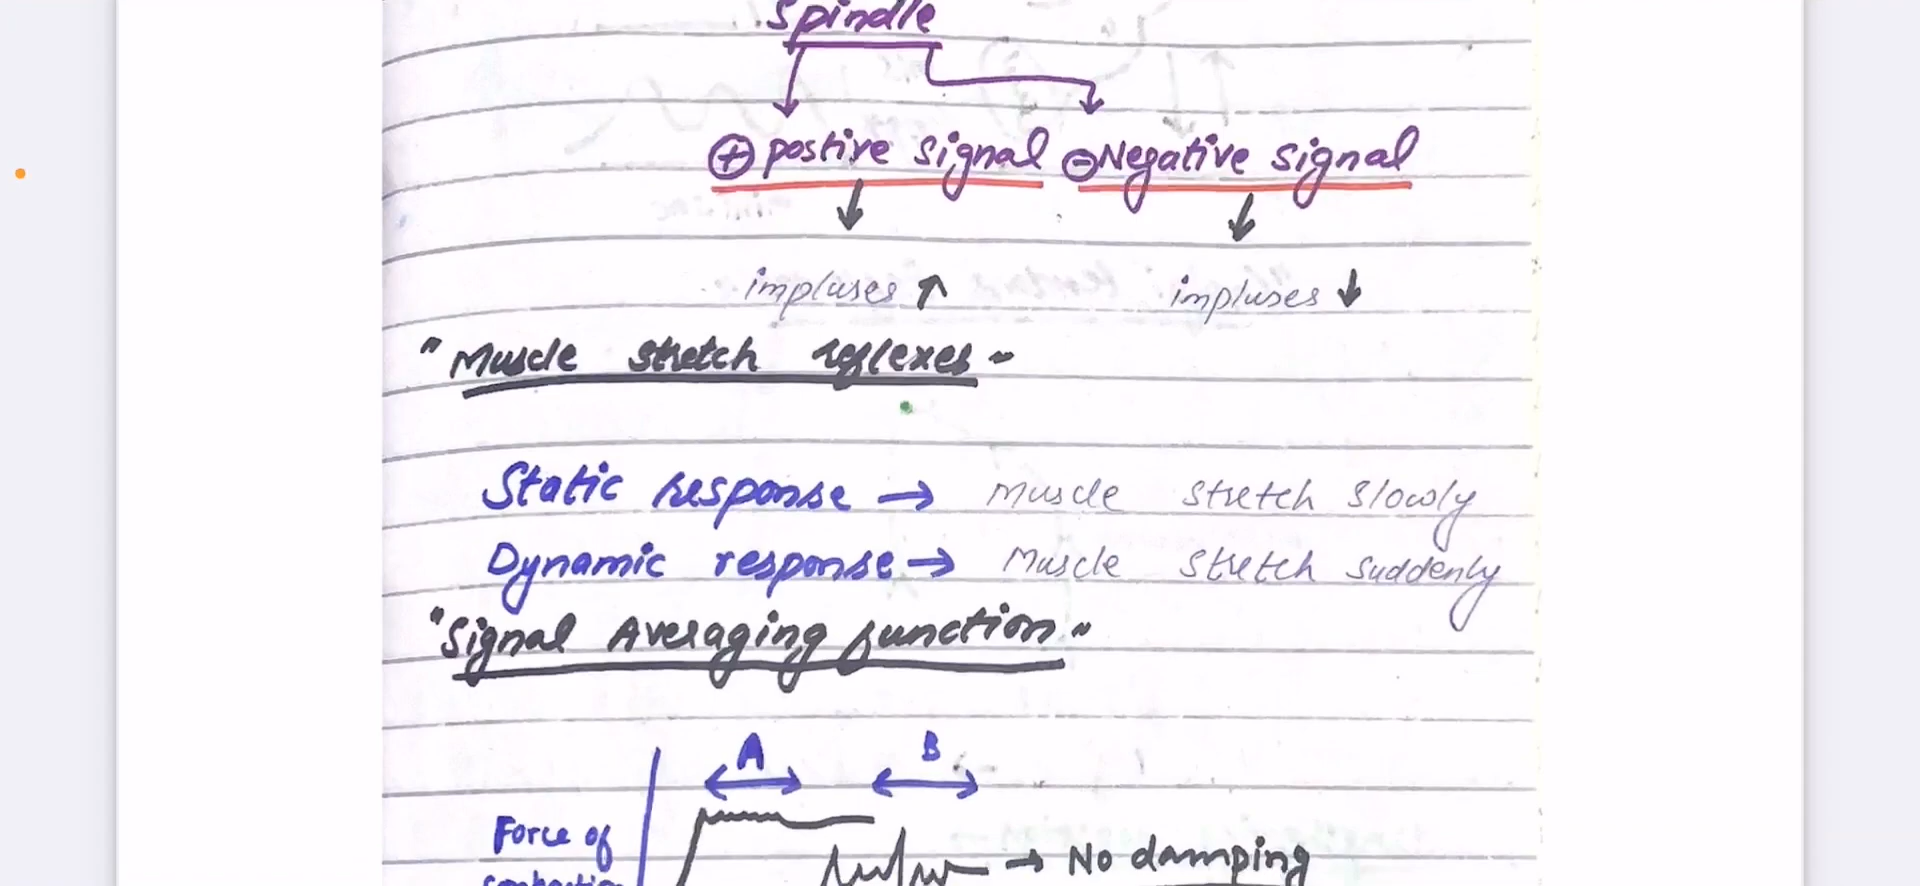 Spindle
⊕ postive signal ⊖ Negative signal
↓ ↓
impluses ↑ impluses ↓
"Muscle stretch reflexes"
Static response → Muscle stretch slowly
Dynamic response → Muscle stretch suddenly
"Signal Averaging function"
A B
Force of
→ No damping